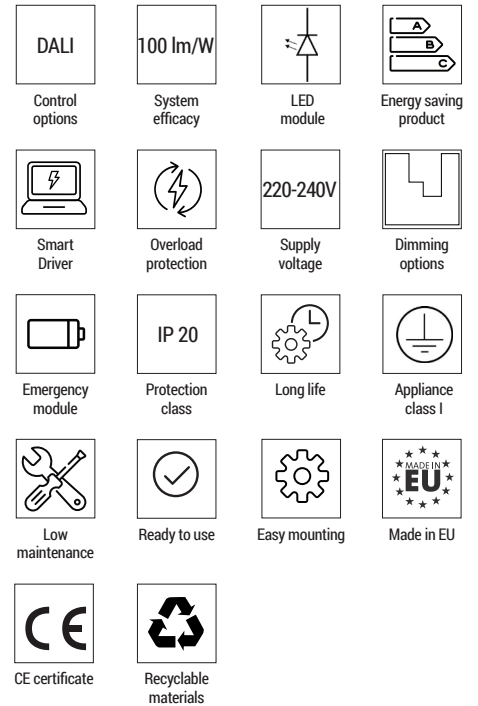 DALI
Control
options
100 lm/W
System
efficacy
LED
module
A
B
C
Energy saving
product
Smart
Driver
Overload
protection
220-240V
Supply
voltage
Dimming
options
Emergency
module
IP 20
Protection
class
Long life
Appliance
class I
Low
maintenance
Ready to use
Easy mounting
MADE IN
EU
Made in EU
CE
CE certificate
Recyclable
materials